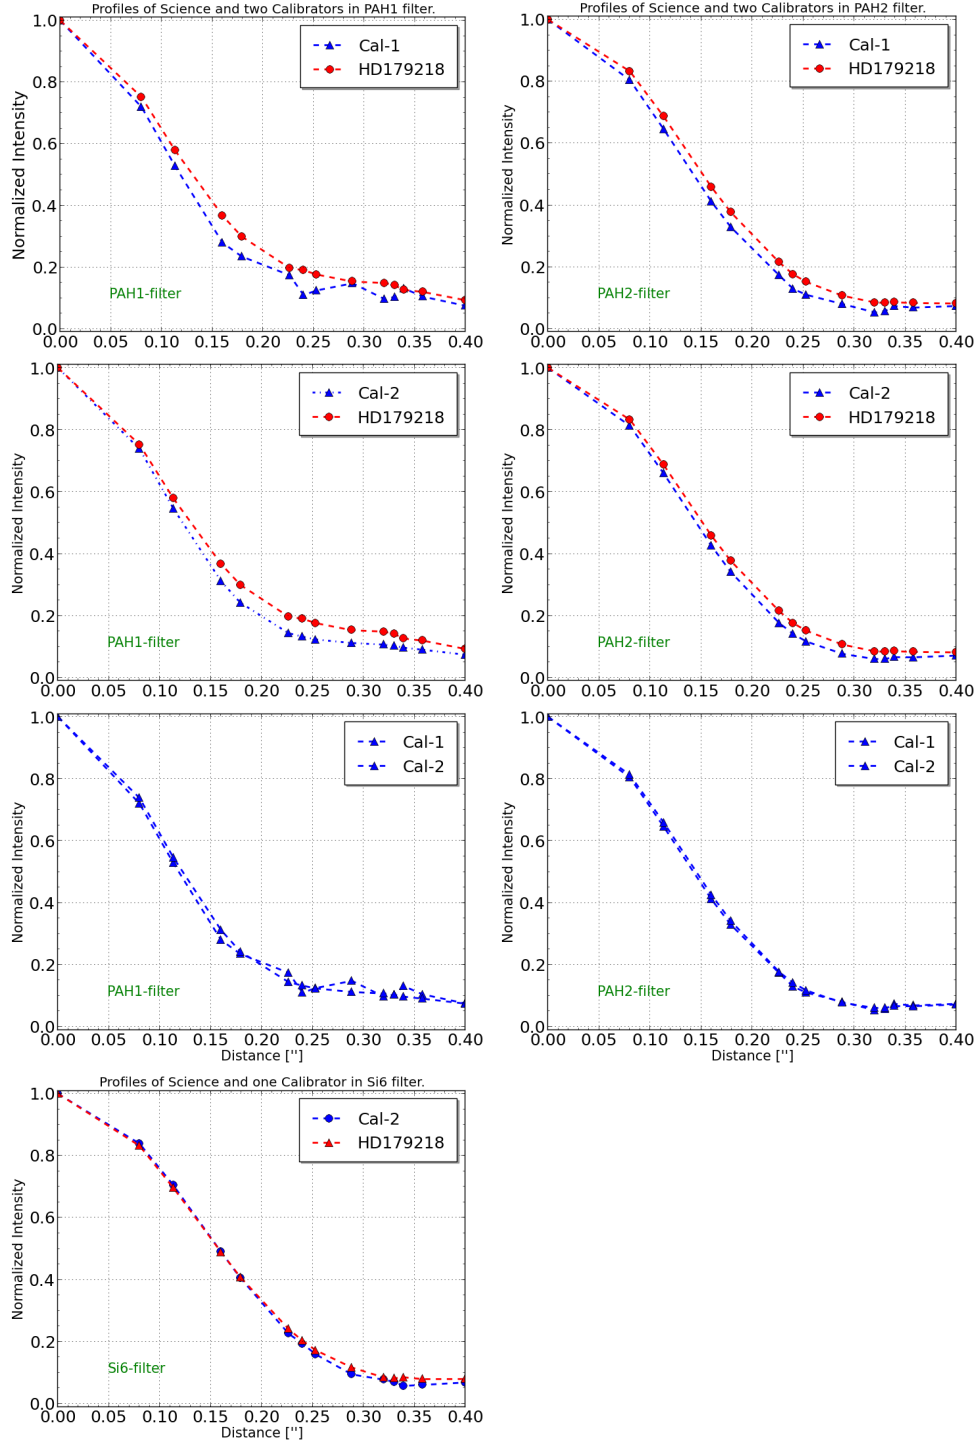 Profiles of Science and two Calibrators in PAH1 filter.
Normalized Intensity
1.0
0.8
0.6
0.4
0.2
0.0
Cal-1
HD179218
PAH1-filter
0.00 0.05 0.10 0.15 0.20 0.25 0.30 0.35 0.40
Profiles of Science and two Calibrators in PAH2 filter.
Normalized Intensity
1.0
0.8
0.6
0.4
0.2
0.0
Cal-1
HD179218
PAH2-filter
0.00 0.05 0.10 0.15 0.20 0.25 0.30 0.35 0.40
Normalized Intensity
1.0
0.8
0.6
0.4
0.2
0.0
Cal-2
HD179218
PAH1-filter
0.00 0.05 0.10 0.15 0.20 0.25 0.30 0.35 0.40
Normalized Intensity
1.0
0.8
0.6
0.4
0.2
0.0
Cal-2
HD179218
PAH2-filter
0.00 0.05 0.10 0.15 0.20 0.25 0.30 0.35 0.40
Normalized Intensity
1.0
0.8
0.6
0.4
0.2
0.0
Cal-1
Cal-2
PAH1-filter
0.00 0.05 0.10 0.15 0.20 0.25 0.30 0.35 0.40
Distance ['']
Normalized Intensity
1.0
0.8
0.6
0.4
0.2
0.0
Cal-1
Cal-2
PAH2-filter
0.00 0.05 0.10 0.15 0.20 0.25 0.30 0.35 0.40
Distance ['']
Profiles of Science and one Calibrator in Si6 filter.
Normalized Intensity
1.0
0.8
0.6
0.4
0.2
0.0
Cal-2
HD179218
Si6-filter
0.00 0.05 0.10 0.15 0.20 0.25 0.30 0.35 0.40
Distance ['']